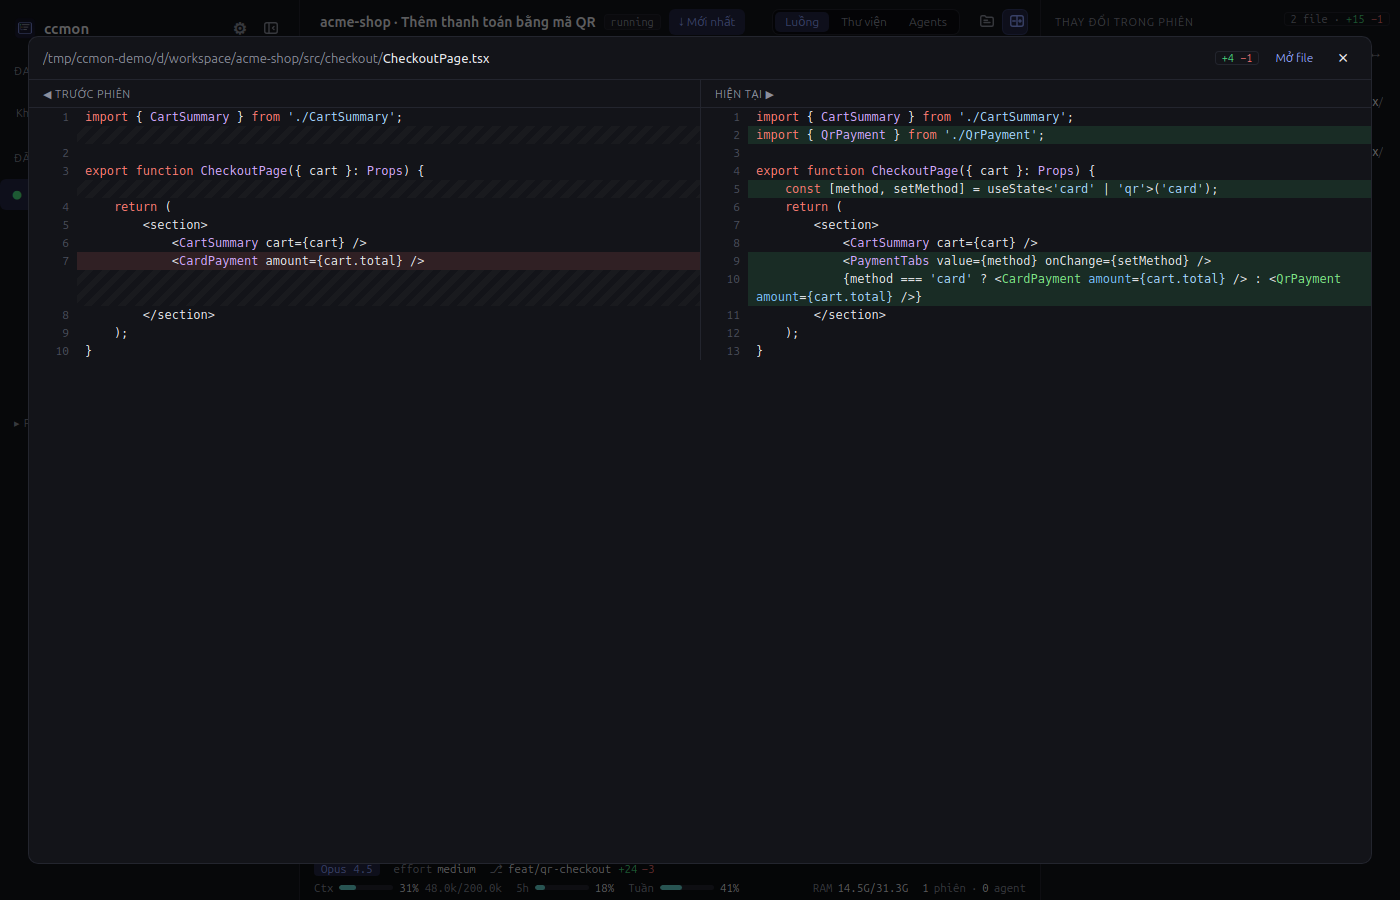 ccmon
acme-shop · Thêm thanh toán bằng mã QR
running
↓ Mới nhất
Luồng
Thư viện
Agents
THAY ĐỔI TRONG PHIÊN
2 file · +15 −1
/tmp/ccmon-demo/d/workspace/acme-shop/src/checkout/CheckoutPage.tsx
+4 −1
Mở file
✕
◀ TRƯỚC PHIÊN
1 import { CartSummary } from './CartSummary';
2
3 export function CheckoutPage({ cart }: Props) {
4     return (
5         <section>
6             <CartSummary cart={cart} />
7             <CardPayment amount={cart.total} />
8         </section>
9     );
10 }
HIỆN TẠI ▶
1 import { CartSummary } from './CartSummary';
2 import { QrPayment } from './QrPayment';
3
4 export function CheckoutPage({ cart }: Props) {
5     const [method, setMethod] = useState<'card' | 'qr'>('card');
6     return (
7         <section>
8             <CartSummary cart={cart} />
9             <PaymentTabs value={method} onChange={setMethod} />
10             {method === 'card' ? <CardPayment amount={cart.total} /> : <QrPayment
amount={cart.total} />}
11         </section>
12     );
13 }
Opus 4.5 effort medium feat/qr-checkout +24 −3
Ctx 31% 48.0k/200.0k 5h 18% Tuần 41% RAM 14.5G/31.3G 1 phiên · 0 agent